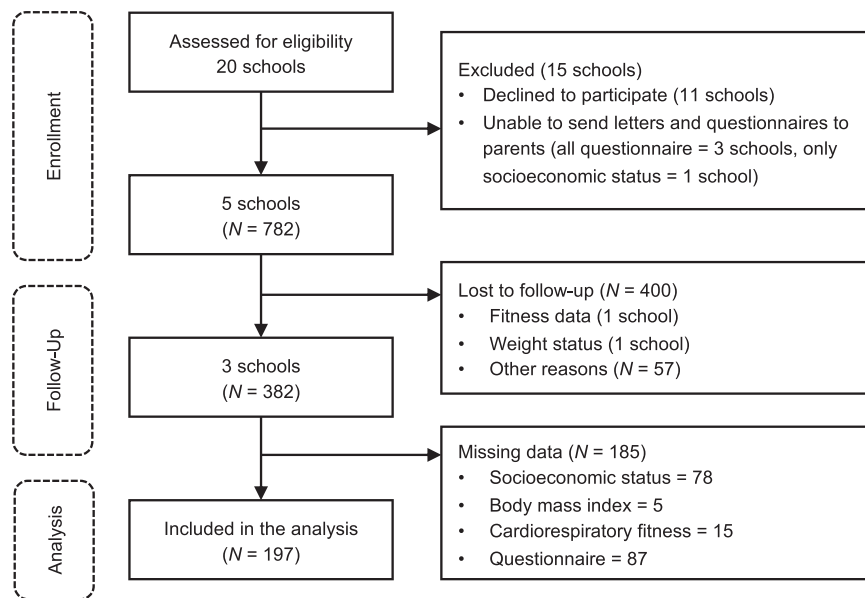 Enrollment
Assessed for eligibility
20 schools
Excluded (15 schools)
• Declined to participate (11 schools)
• Unable to send letters and questionnaires to
parents (all questionnaire = 3 schools, only
socioeconomic status = 1 school)
5 schools
(N = 782)
Follow-Up
Lost to follow-up (N = 400)
• Fitness data (1 school)
• Weight status (1 school)
• Other reasons (N = 57)
3 schools
(N = 382)
Analysis
Missing data (N = 185)
• Socioeconomic status = 78
• Body mass index = 5
• Cardiorespiratory fitness = 15
• Questionnaire = 87
Included in the analysis
(N = 197)